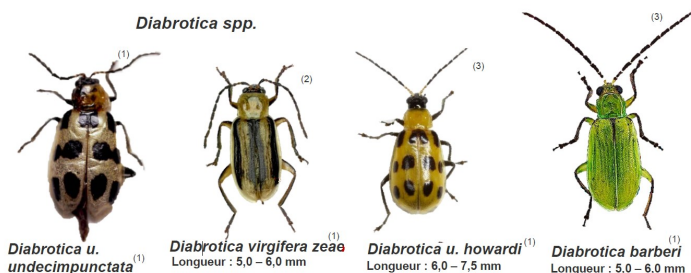 Diabrotica spp.
(1)
(2)
(3)
(3)
Diabrotica u.
undecimpunctata (1)
Diabrotica virgifera zeae (1)
Longueur : 5,0 – 6,0 mm
Diabrotica u. howardi (1)
Longueur : 6,0 – 7,5 mm
Diabrotica barberi (1)
Longueur : 5.0 – 6.0 mm